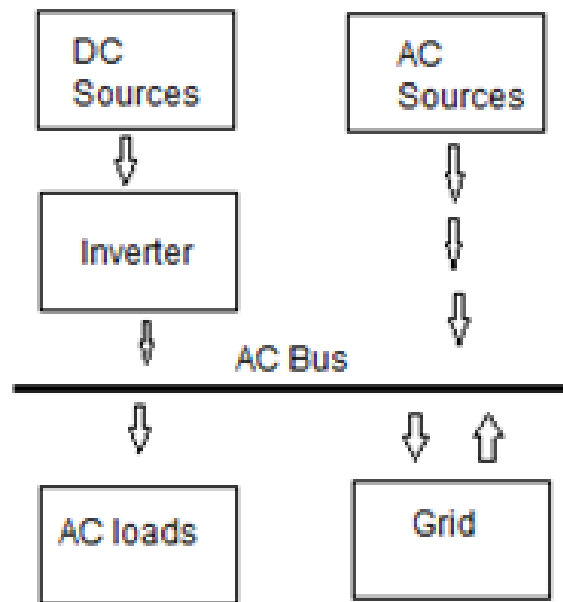 DC
Sources
AC
Sources
Inverter
AC Bus
AC loads
Grid